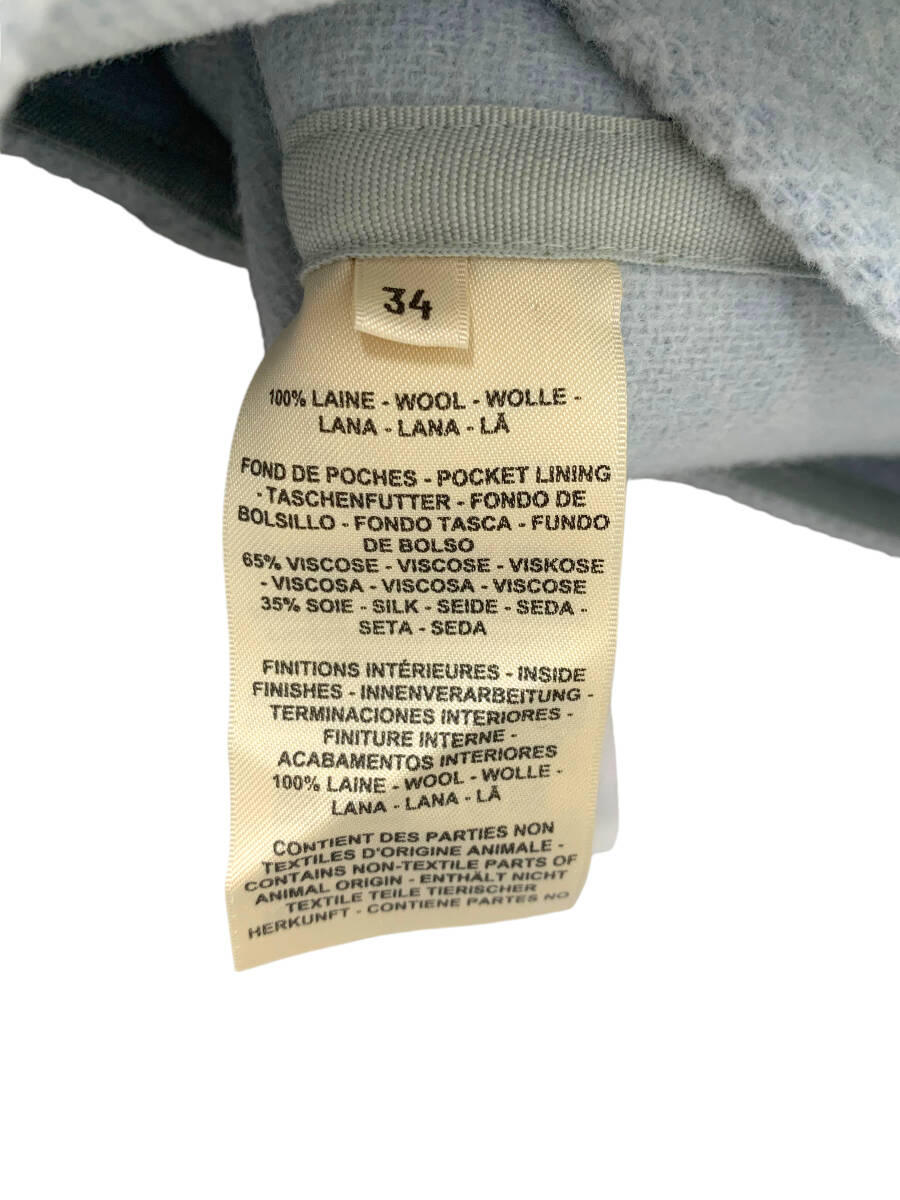 34
100% LAINE - WOOL - WOLLE -
LANA - LANA - LÃ
FOND DE POCHES - POCKET LINING
- TASCHENFUTTER - FONDO DE
BOLSILLO - FONDO TASCA - FUNDO
DE BOLSO
65% VISCOSE - VISCOSE - VISKOSE
- VISCOSA - VISCOSA - VISCOSE
35% SOIE - SILK - SEIDE - SEDA -
SETA - SEDA
FINITIONS INTÉRIEURES - INSIDE
FINISHES - INNENVERARBEITUNG -
TERMINACIONES INTERIORES -
FINITURE INTERNE -
ACABAMENTOS INTERIORES
100% LAINE - WOOL - WOLLE -
LANA - LANA - LÃ
CONTIENT DES PARTIES NON
TEXTILES D'ORIGINE ANIMALE -
CONTAINS NON-TEXTILE PARTS OF
ANIMAL ORIGIN - ENTHÄLT NICHT
TEXTILE TEILE TIERISCHER
HERKUNFT - CONTIENE PARTES NO